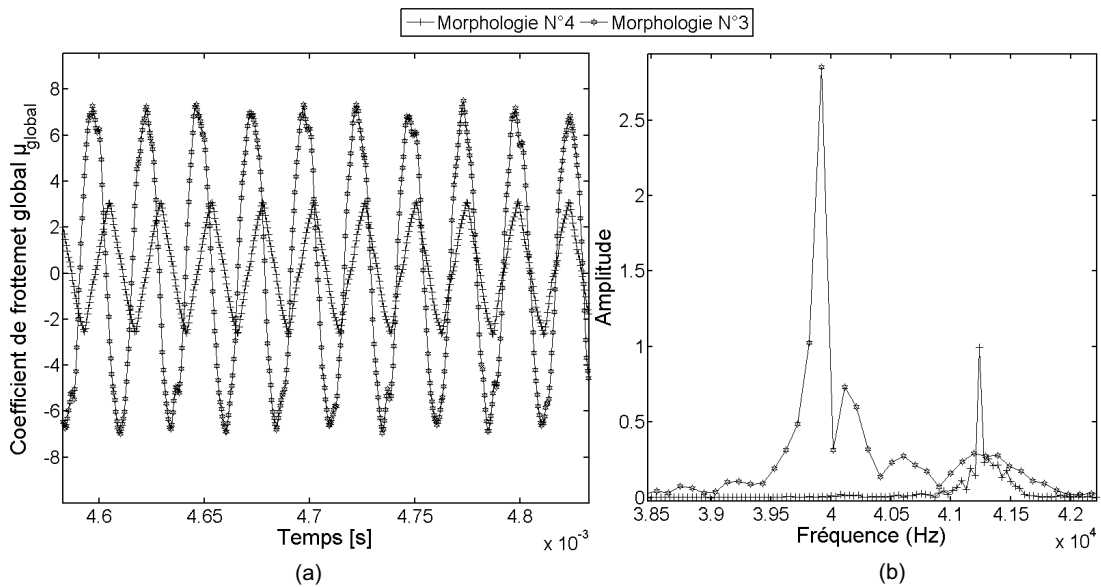 Morphologie N°4 Morphologie N°3
8
6
4
2
0
-2
-4
-6
-8
Coefficient de frottemet global μglobal
4.6 4.65 4.7 4.75 4.8
Temps [s]
x 10-3
(a)
2.5
2
1.5
1
0.5
0
Amplitude
3.85 3.9 3.95 4 4.05 4.1 4.15 4.2
Fréquence (Hz)
x 104
(b)